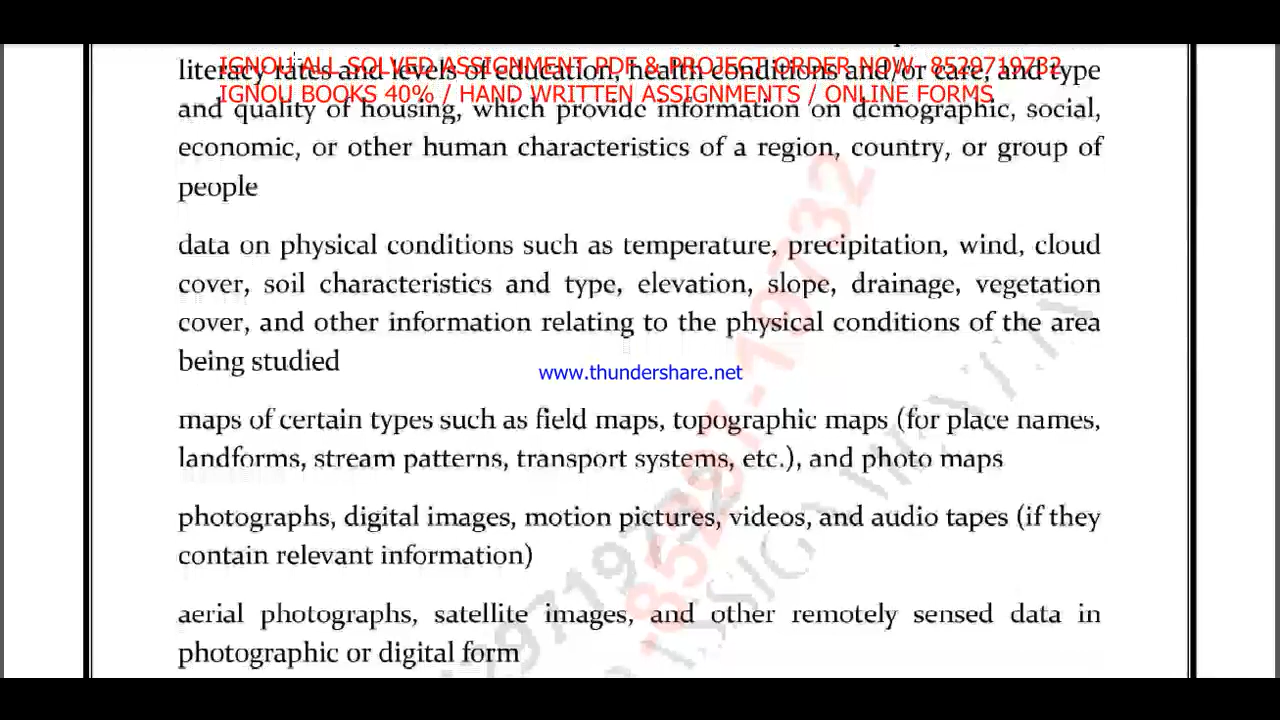 IGNOU ALL SOLVED ASSIGNMENT PDF & PROJECT ORDER NOW- 8529719732
literacy rates and levels of education, health conditions and/or care, and type
IGNOU BOOKS 40% / HAND WRITTEN ASSIGNMENTS / ONLINE FORMS
and quality of housing, which provide information on demographic, social,
economic, or other human characteristics of a region, country, or group of
people
data on physical conditions such as temperature, precipitation, wind, cloud
cover, soil characteristics and type, elevation, slope, drainage, vegetation
cover, and other information relating to the physical conditions of the area
being studied
www.thundershare.net
maps of certain types such as field maps, topographic maps (for place names,
landforms, stream patterns, transport systems, etc.), and photo maps
photographs, digital images, motion pictures, videos, and audio tapes (if they
contain relevant information)
aerial photographs, satellite images, and other remotely sensed data in
photographic or digital form